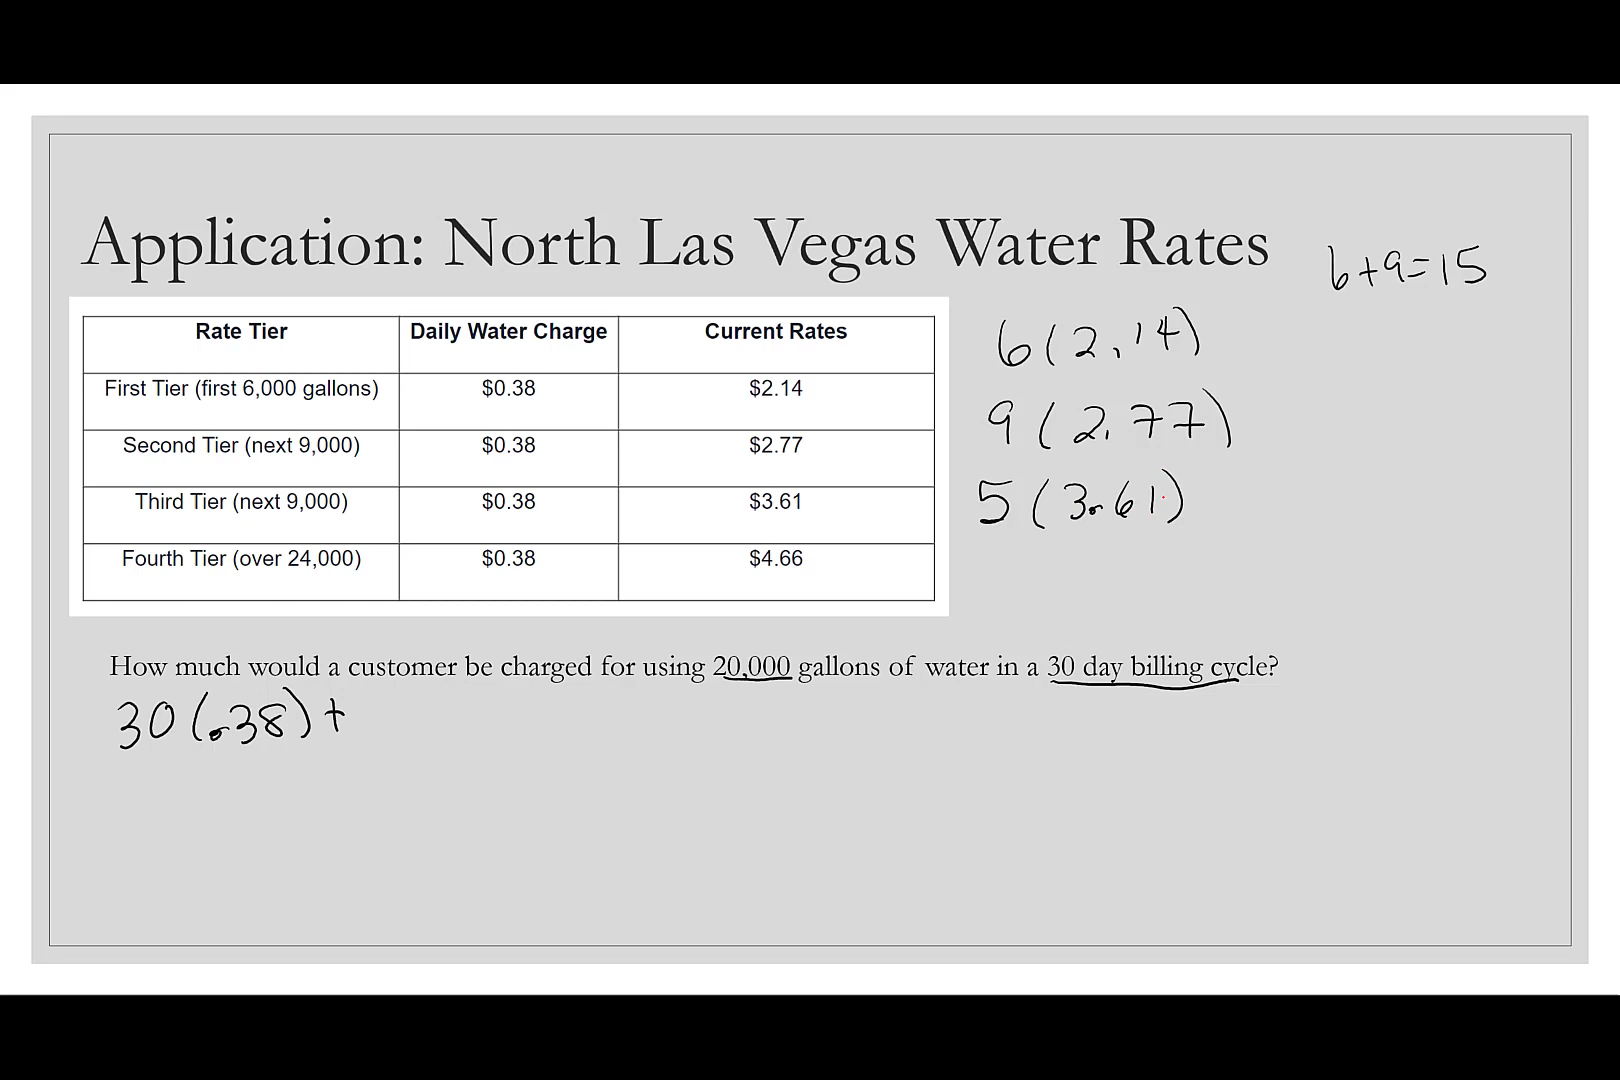 Application: North Las Vegas Water Rates
6+9=15
Rate Tier Daily Water Charge Current Rates
First Tier (first 6,000 gallons) $0.38 $2.14
Second Tier (next 9,000) $0.38 $2.77
Third Tier (next 9,000) $0.38 $3.61
Fourth Tier (over 24,000) $0.38 $4.66
6(2.14)
9(2.77)
5(3.61)
How much would a customer be charged for using 20,000 gallons of water in a 30 day billing cycle?
30(.38)+